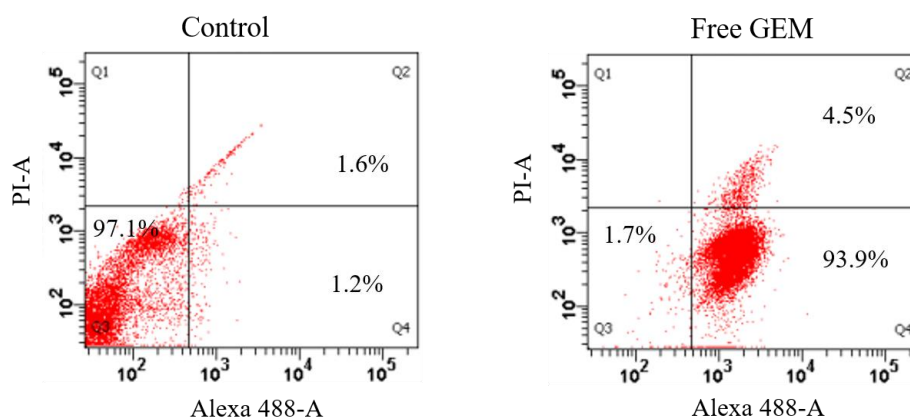 Control
Free GEM
Q1
Q2
10^5
10^4
10^3
10^2
PI-A
1.6%
97.1%
1.2%
Q3
Q4
10^2
10^3
10^4
10^5
Alexa 488-A
Q1
Q2
10^5
10^4
10^3
10^2
PI-A
4.5%
1.7%
93.9%
Q3
Q4
10^2
10^3
10^4
10^5
Alexa 488-A